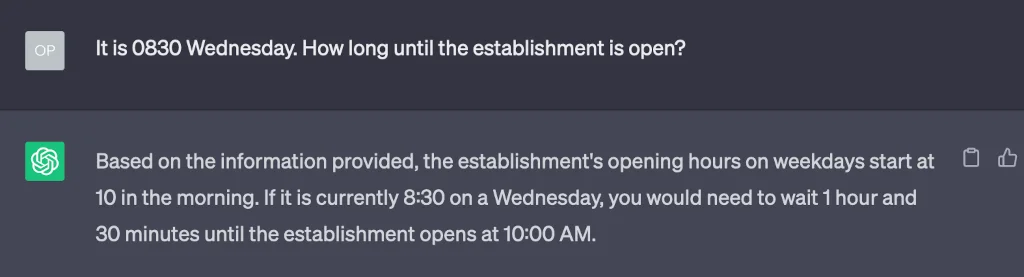 OP
It is 0830 Wednesday. How long until the establishment is open?
Based on the information provided, the establishment's opening hours on weekdays start at
10 in the morning. If it is currently 8:30 on a Wednesday, you would need to wait 1 hour and
30 minutes until the establishment opens at 10:00 AM.